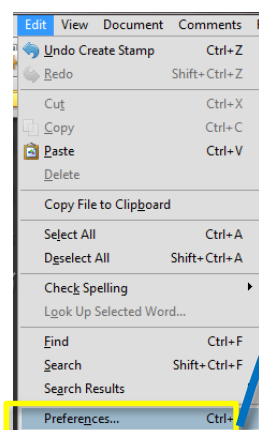 Edit View Document Comments
Undo Create Stamp Ctrl+Z
Redo Shift+Ctrl+Z
Cut Ctrl+X
Copy Ctrl+C
Paste Ctrl+V
Delete
Copy File to Clipboard
Select All Ctrl+A
Deselect All Shift+Ctrl+A
Check Spelling
Look Up Selected Word...
Find Ctrl+F
Search Shift+Ctrl+F
Search Results
Preferences... Ctrl+